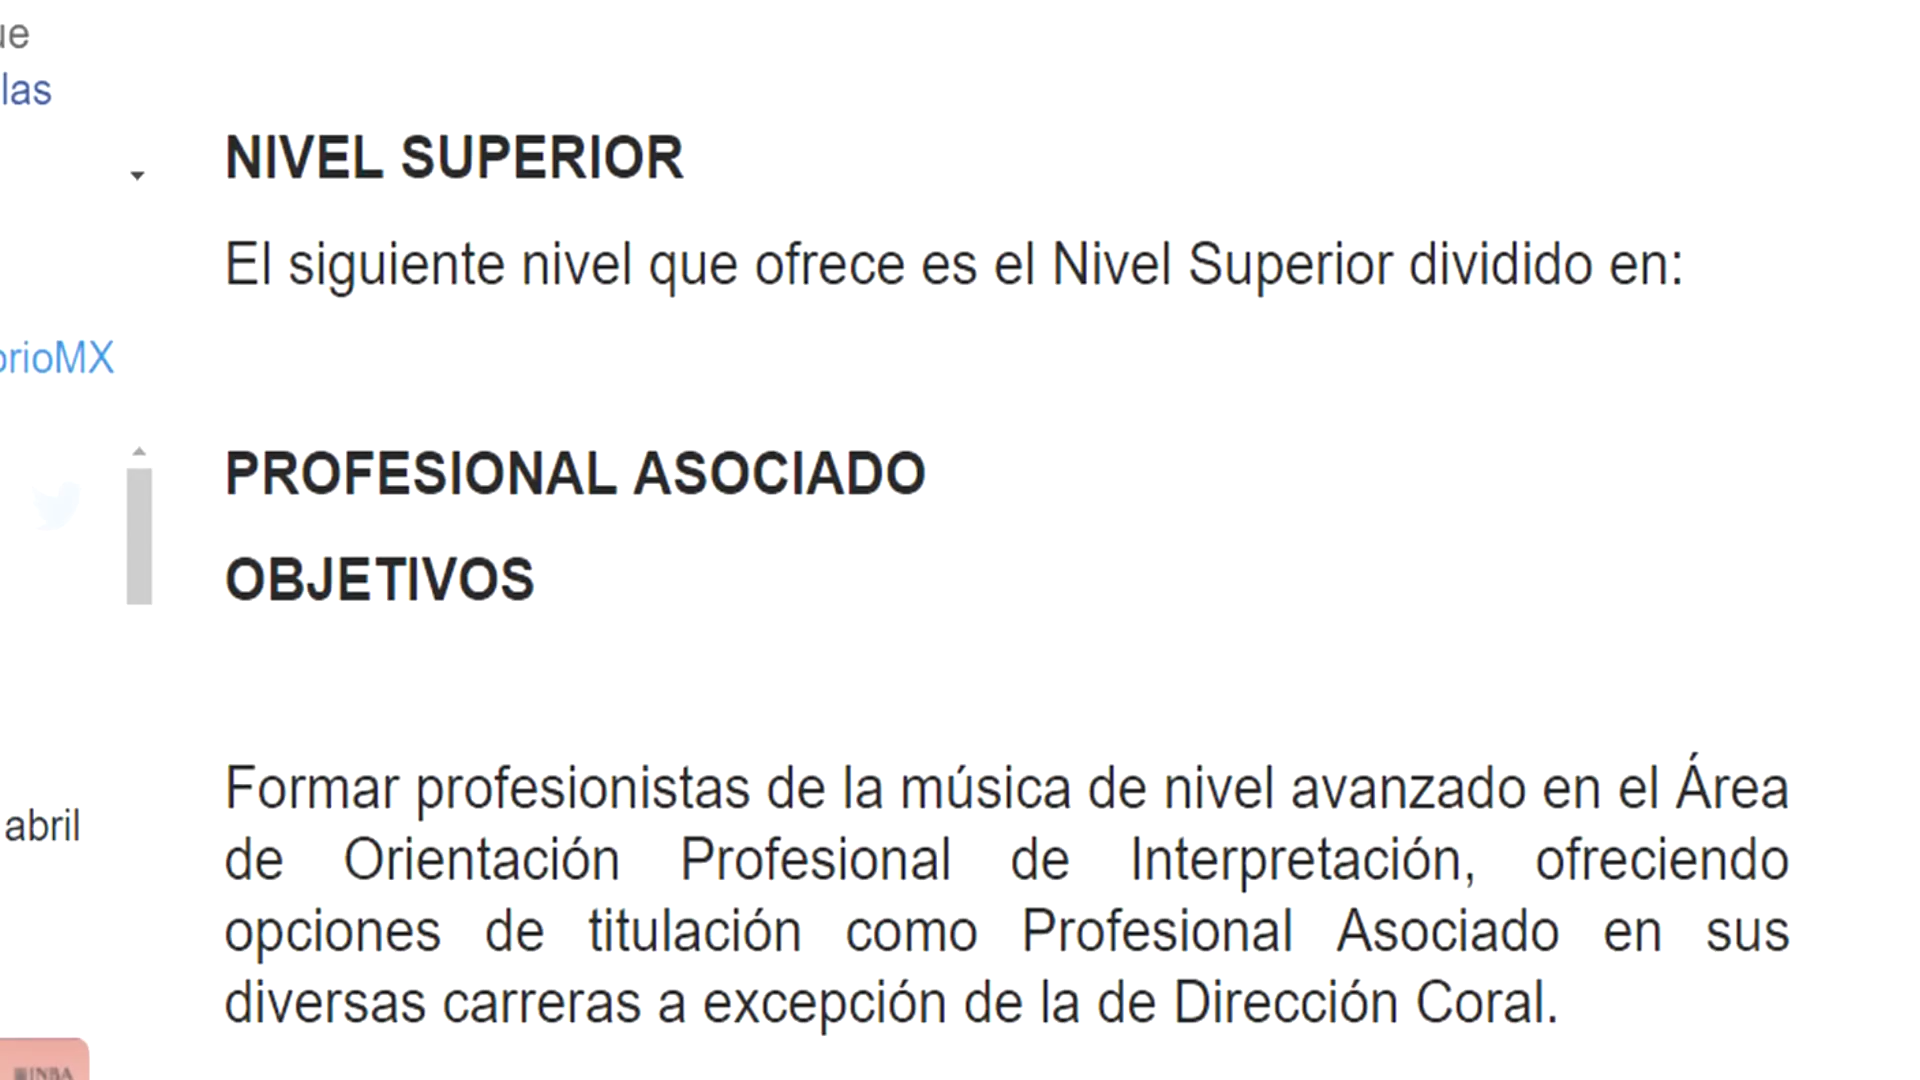 ue
las
NIVEL SUPERIOR
El siguiente nivel que ofrece es el Nivel Superior dividido en:
orioMX
PROFESIONAL ASOCIADO
OBJETIVOS
Formar profesionistas de la música de nivel avanzado en el Área
de Orientación Profesional de Interpretación, ofreciendo
abril
opciones de titulación como Profesional Asociado en sus
diversas carreras a excepción de la de Dirección Coral.
INBA